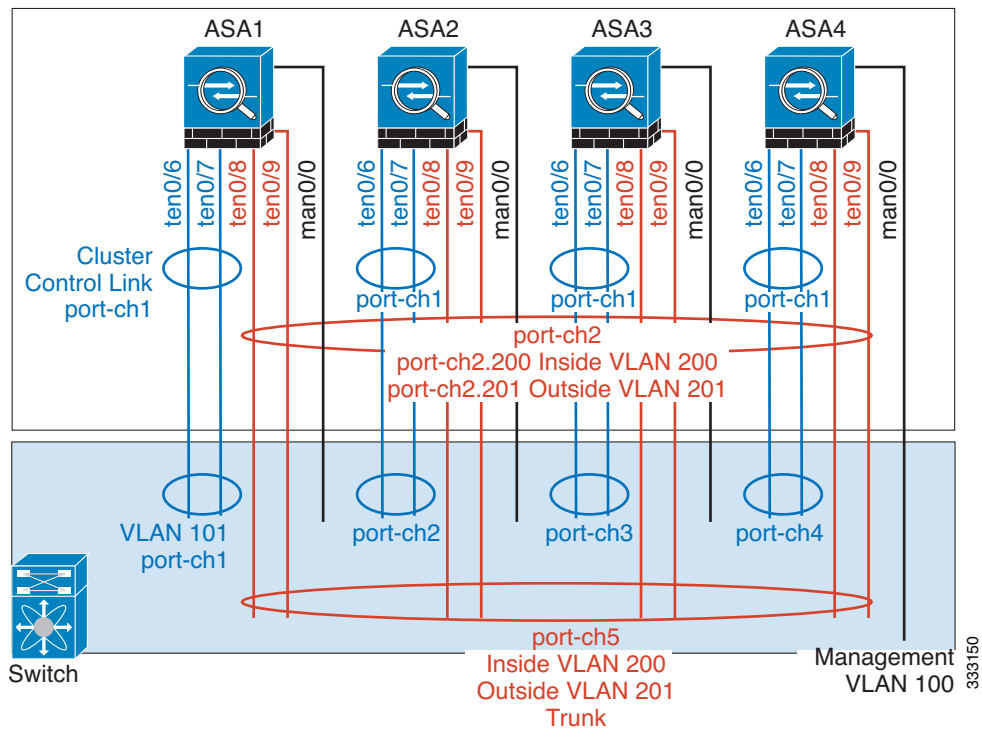 ASA1
ASA2
ASA3
ASA4
ten0/6
ten0/7
ten0/8
ten0/9
man0/0
ten0/6
ten0/7
ten0/8
ten0/9
man0/0
ten0/6
ten0/7
ten0/8
ten0/9
man0/0
ten0/6
ten0/7
ten0/8
ten0/9
man0/0
Cluster
Control Link
port-ch1
port-ch1
port-ch1
port-ch1
port-ch2
port-ch2.200 Inside VLAN 200
port-ch2.201 Outside VLAN 201
VLAN 101
port-ch1
port-ch2
port-ch3
port-ch4
Switch
port-ch5
Inside VLAN 200
Outside VLAN 201
Trunk
Management
VLAN 100
333150